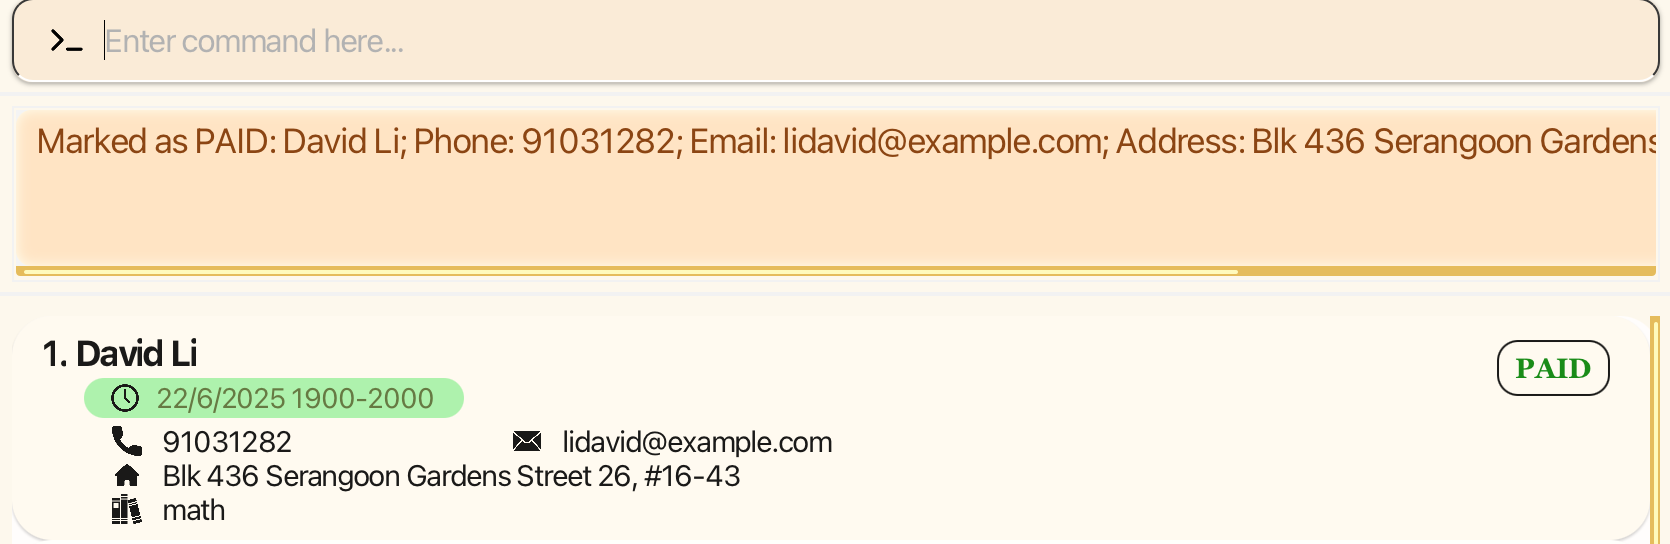 Enter command here...
Marked as PAID: David Li; Phone: 91031282; Email: lidavid@example.com; Address: Blk 436 Serangoon Gardens
1. David Li
PAID
22/6/2025 1900-2000
91031282 lidavid@example.com
Blk 436 Serangoon Gardens Street 26, #16-43
math